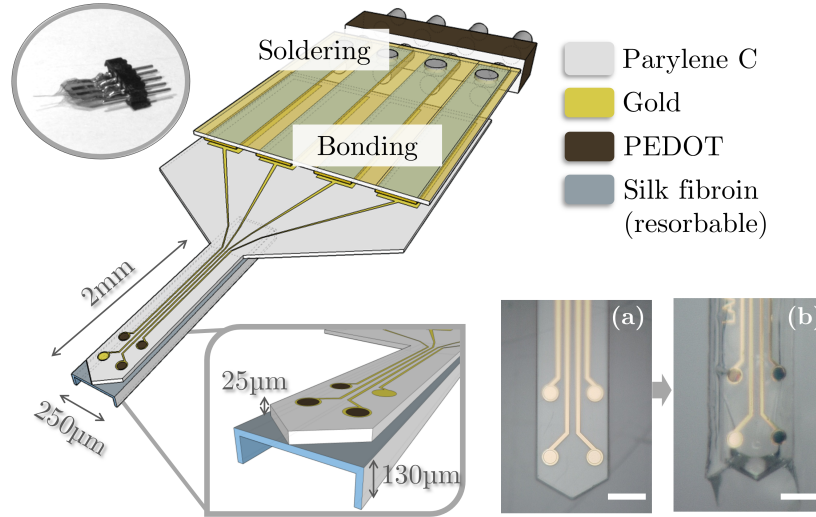 Soldering
Bonding
Parylene C
Gold
PEDOT
Silk fibroin
(resorbable)
2mm
250µm
25µm
130µm
(a)
(b)